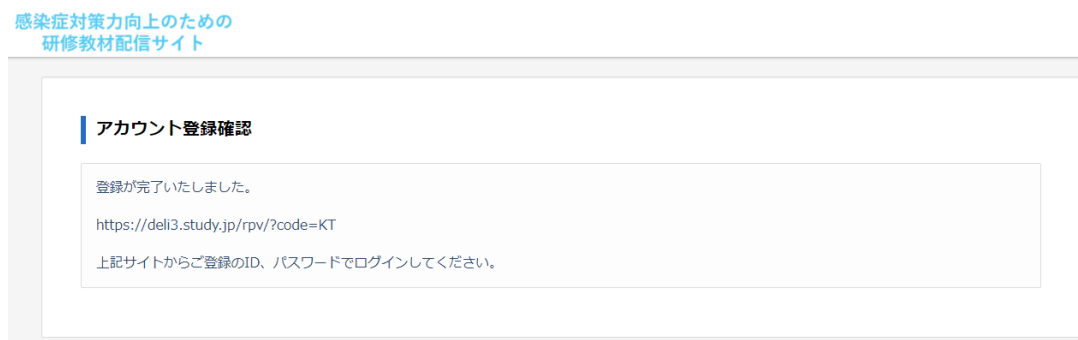 感染症対策力向上のための
研修教材配信サイト
アカウント登録確認
登録が完了いたしました。
https://deli3.study.jp/rpv/?code=KT
上記サイトからご登録のID、パスワードでログインしてください。